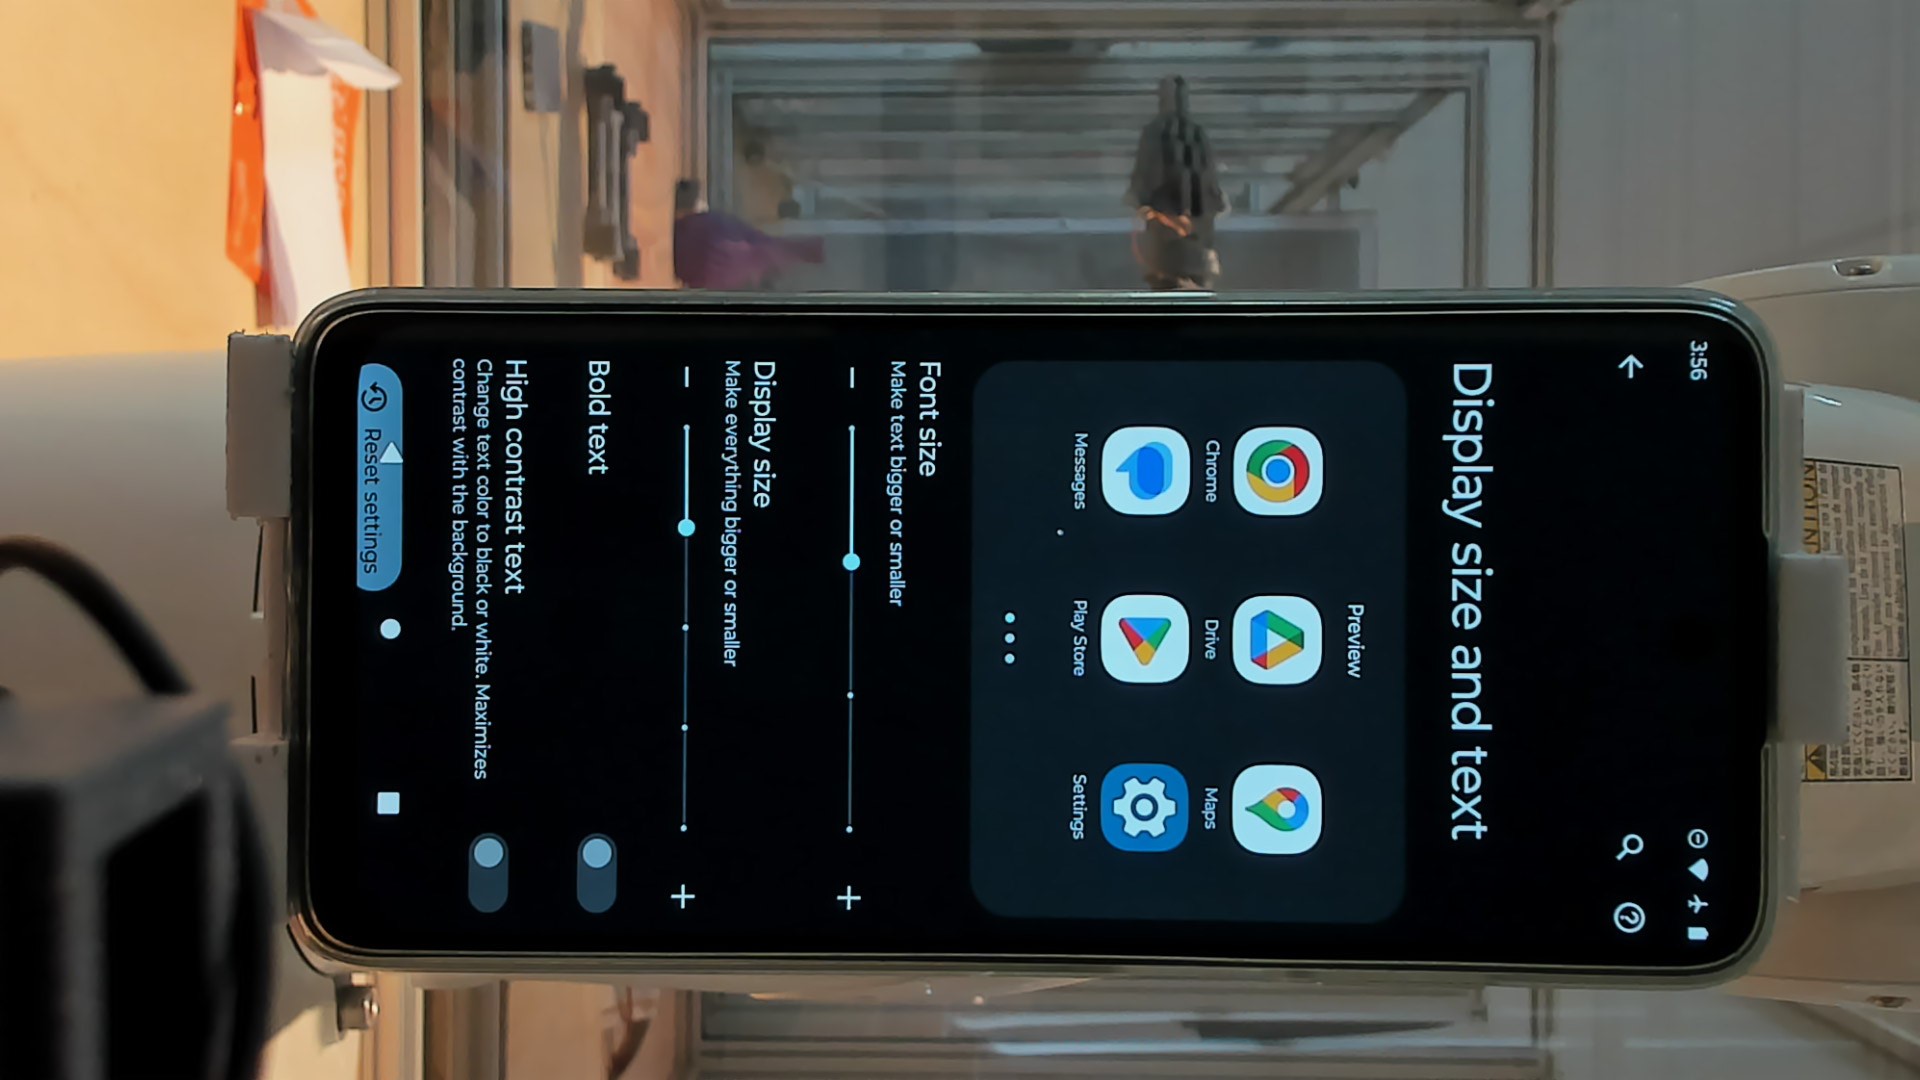 3:56
Display size and text
Preview
Chrome
Drive
Maps
Messages
Play Store
Settings
Font size
Make text bigger or smaller
Display size
Make everything bigger or smaller
Bold text
High contrast text
Change text color to black or white. Maximizes
contrast with the background.
Reset settings